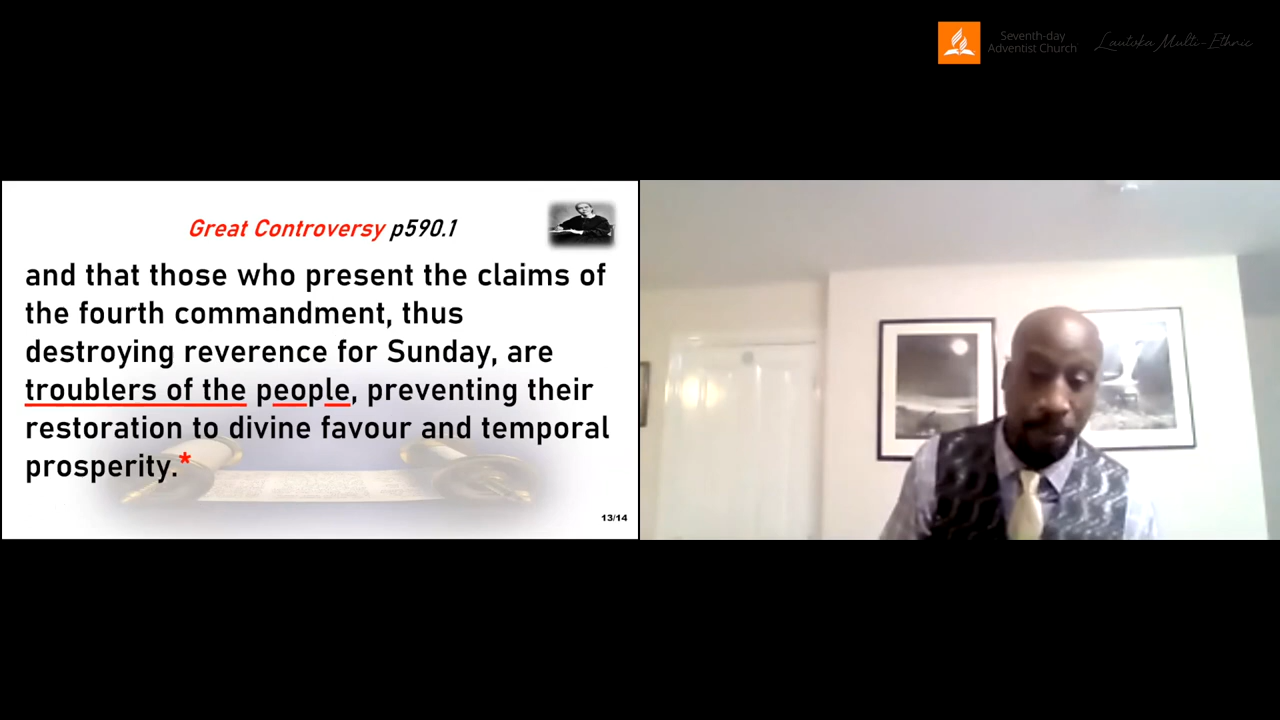 Seventh-day
Adventist Church
Lautoka Multi-Ethnic
Great Controversy p590.1
and that those who present the claims of
the fourth commandment, thus
destroying reverence for Sunday, are
troublers of the people, preventing their
restoration to divine favour and temporal
prosperity.*
13/14